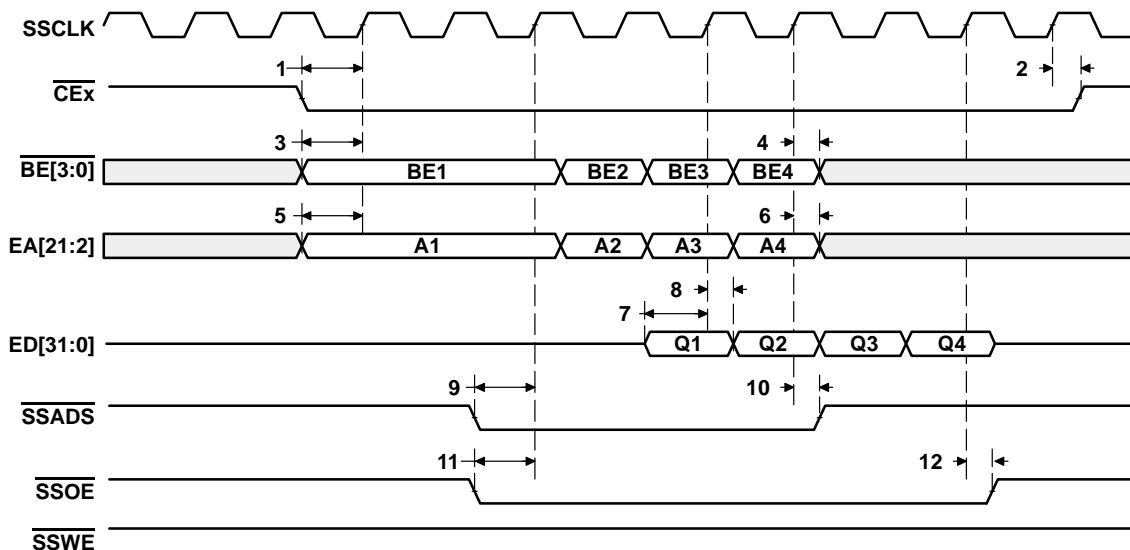 SSCLK
1
2
CEx
3
4
BE[3:0]
BE1
BE2
BE3
BE4
5
6
EA[21:2]
A1
A2
A3
A4
8
7
ED[31:0]
Q1
Q2
Q3
Q4
9
10
SSADS
11
12
SSOE
SSWE